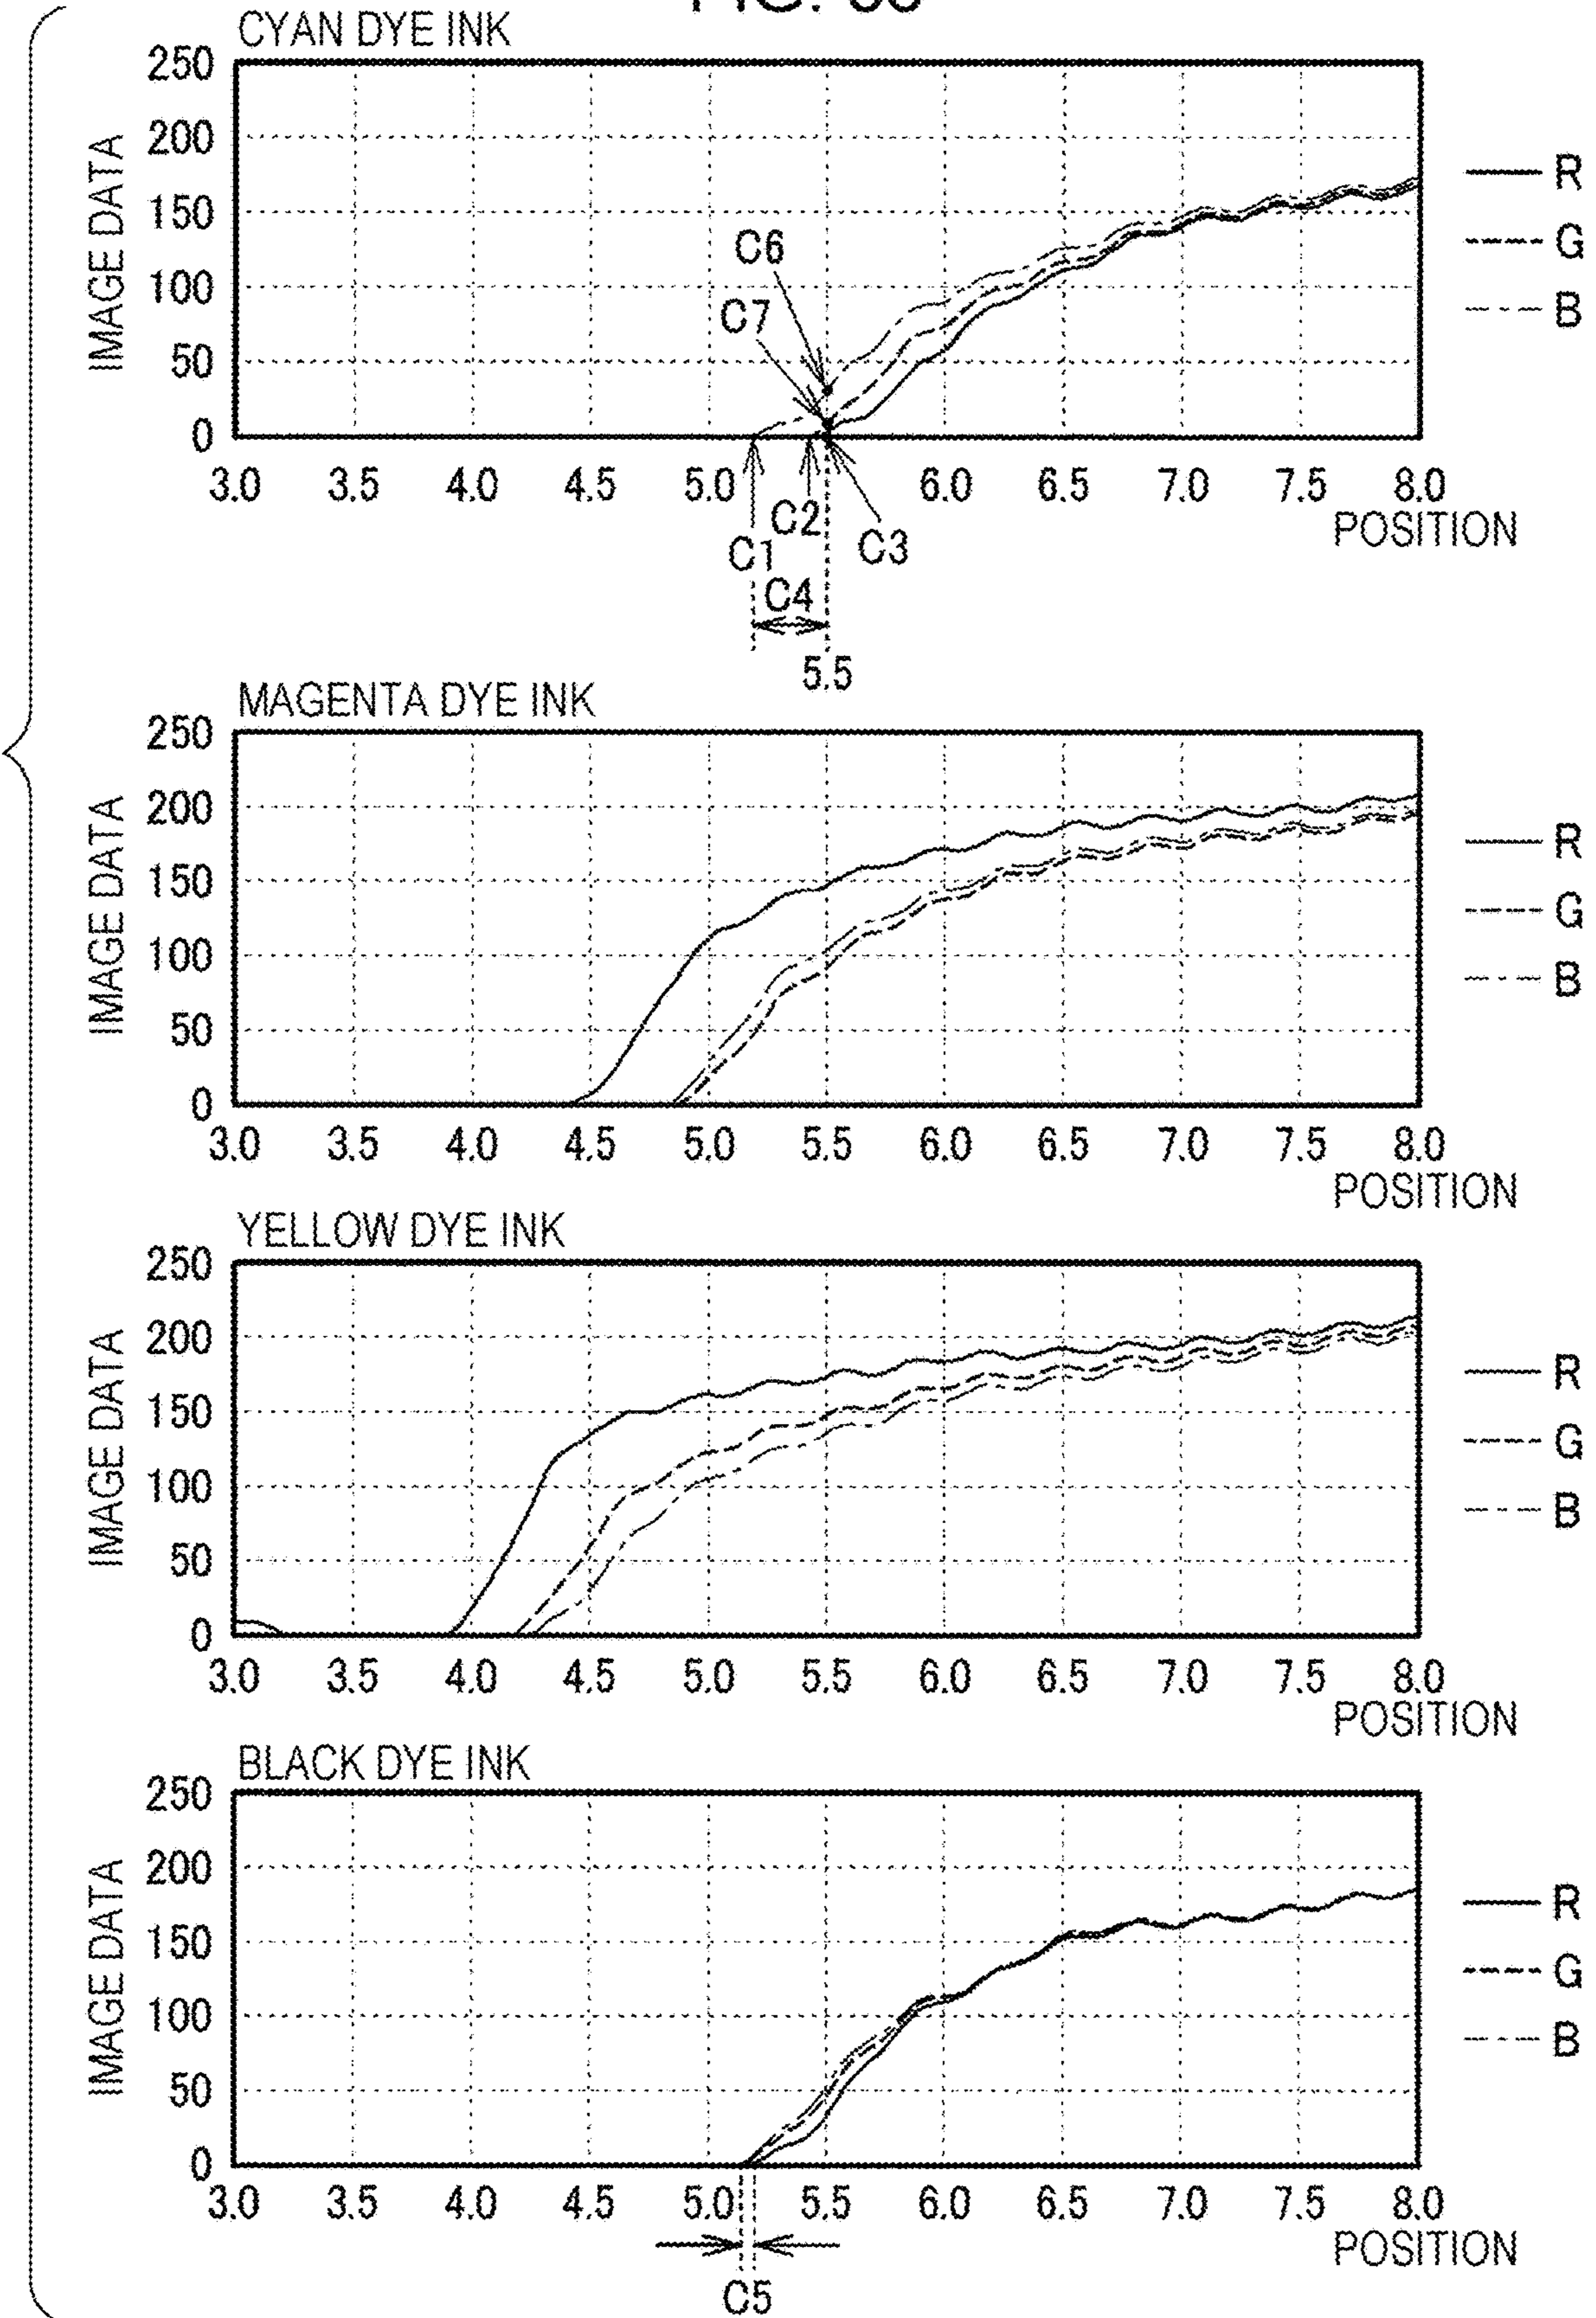 CYAN DYE INK
250
200
150
100
50
0
IMAGE DATA
C6
C7
R
G
B
3.0 3.5 4.0 4.5 5.0 6.0 6.5 7.0 7.5 8.0
POSITION
C2
C1
C3
C4
5.5
MAGENTA DYE INK
250
200
150
100
50
0
IMAGE DATA
R
G
B
3.0 3.5 4.0 4.5 5.0 5.5 6.0 6.5 7.0 7.5 8.0
POSITION
YELLOW DYE INK
250
200
150
100
50
0
IMAGE DATA
R
G
B
3.0 3.5 4.0 4.5 5.0 5.5 6.0 6.5 7.0 7.5 8.0
POSITION
BLACK DYE INK
250
200
150
100
50
0
IMAGE DATA
R
G
B
3.0 3.5 4.0 4.5 5.0 5.5 6.0 6.5 7.0 7.5 8.0
POSITION
C5